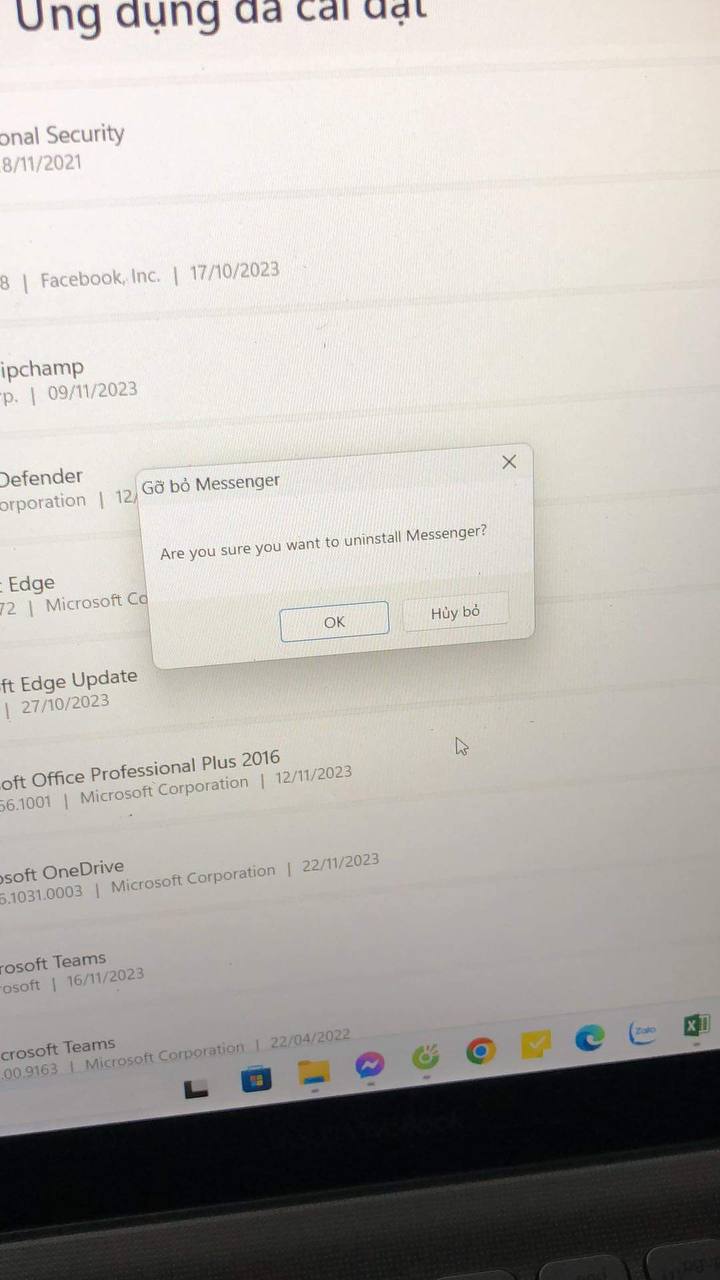 Ứng dụng đã cài đặt
onal Security
8/11/2021
8 | Facebook, Inc. | 17/10/2023
ipchamp
p. | 09/11/2023
Defender
orporation | 12/
Gỡ bỏ Messenger
Are you sure you want to uninstall Messenger?
OK
Hủy bỏ
Edge
72 | Microsoft Co
ft Edge Update
| 27/10/2023
soft Office Professional Plus 2016
56.1001 | Microsoft Corporation | 12/11/2023
osoft OneDrive
6.1031.0003 | Microsoft Corporation | 22/11/2023
rosoft Teams
rosoft | 16/11/2023
crosoft Teams
.00.9163 | Microsoft Corporation | 22/04/2022
Zalo